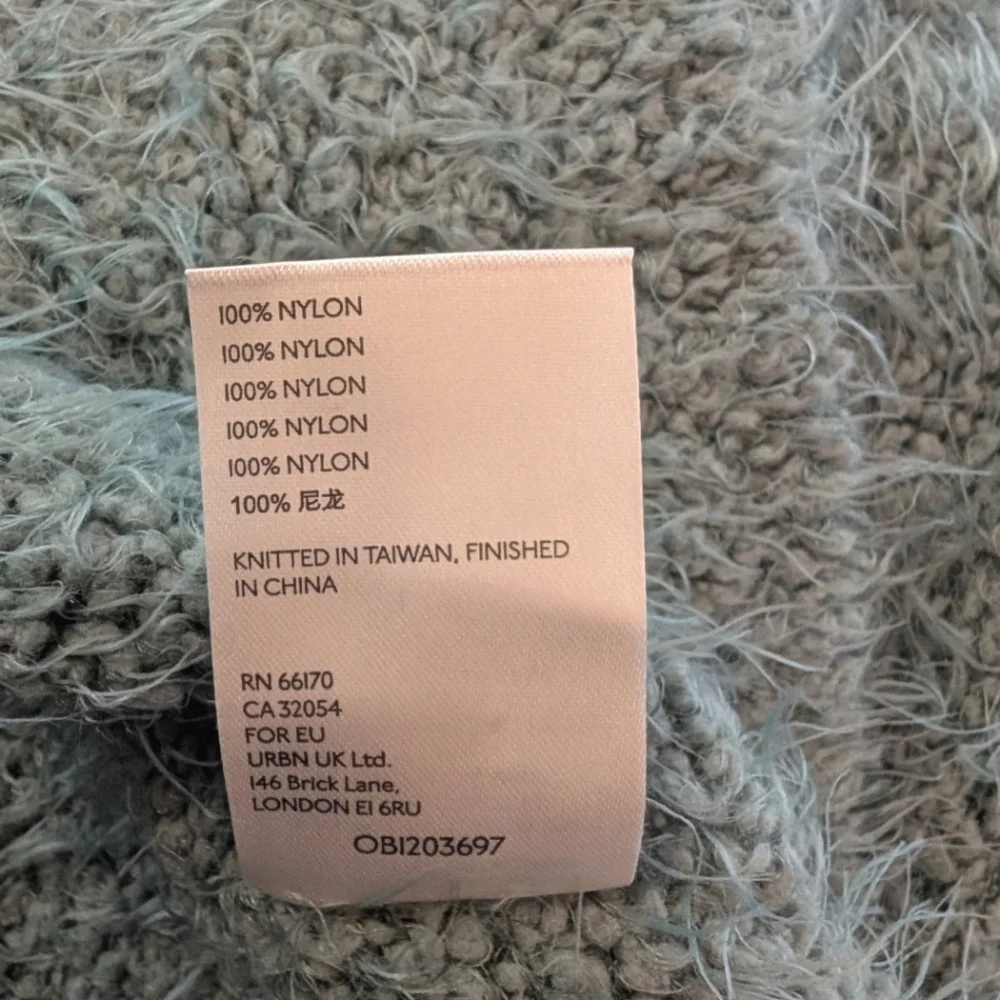 100% NYLON
100% NYLON
100% NYLON
100% NYLON
100% NYLON
100% 尼龙
KNITTED IN TAIWAN, FINISHED
IN CHINA
RN 66170
CA 32054
FOR EU
URBN UK Ltd.
146 Brick Lane,
LONDON E1 6RU
OB1203697